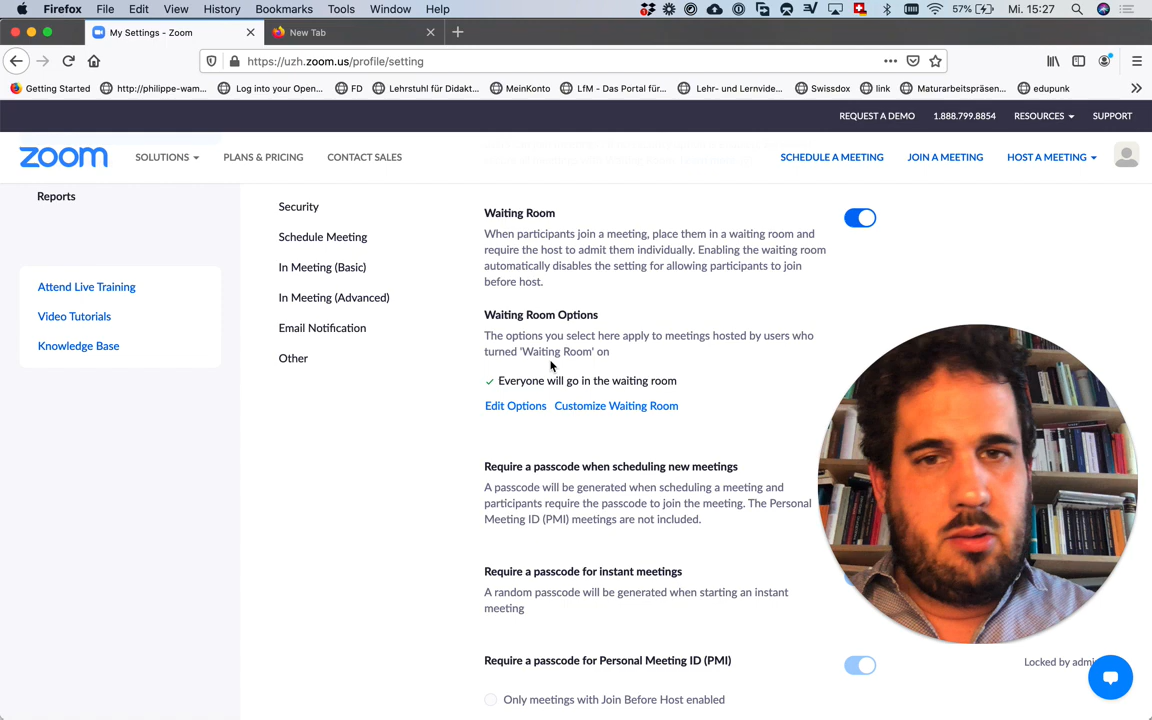 Firefox File Edit View History Bookmarks Tools Window Help 57% Mi. 15:27
My Settings - Zoom New Tab
https://uzh.zoom.us/profile/setting
Getting Started http://philippe-wam... Log into your Open... FD Lehrstuhl für Didakt... MeinKonto LfM - Das Portal für... Lehr- und Lernvide... Swissdox link Maturarbeitspräsen... edupunk
REQUEST A DEMO 1.888.799.8854 RESOURCES SUPPORT
zoom SOLUTIONS PLANS & PRICING CONTACT SALES SCHEDULE A MEETING JOIN A MEETING HOST A MEETING
Reports
Attend Live Training
Video Tutorials
Knowledge Base
Security
Schedule Meeting
In Meeting (Basic)
In Meeting (Advanced)
Email Notification
Other
Waiting Room
When participants join a meeting, place them in a waiting room and
require the host to admit them individually. Enabling the waiting room
automatically disables the setting for allowing participants to join
before host.
Waiting Room Options
The options you select here apply to meetings hosted by users who
turned 'Waiting Room' on
Everyone will go in the waiting room
Edit Options Customize Waiting Room
Require a passcode when scheduling new meetings
A passcode will be generated when scheduling a meeting and
participants require the passcode to join the meeting. The Personal
Meeting ID (PMI) meetings are not included.
Require a passcode for instant meetings
A random passcode will be generated when starting an instant
meeting
Require a passcode for Personal Meeting ID (PMI)
Locked by admi
Only meetings with Join Before Host enabled